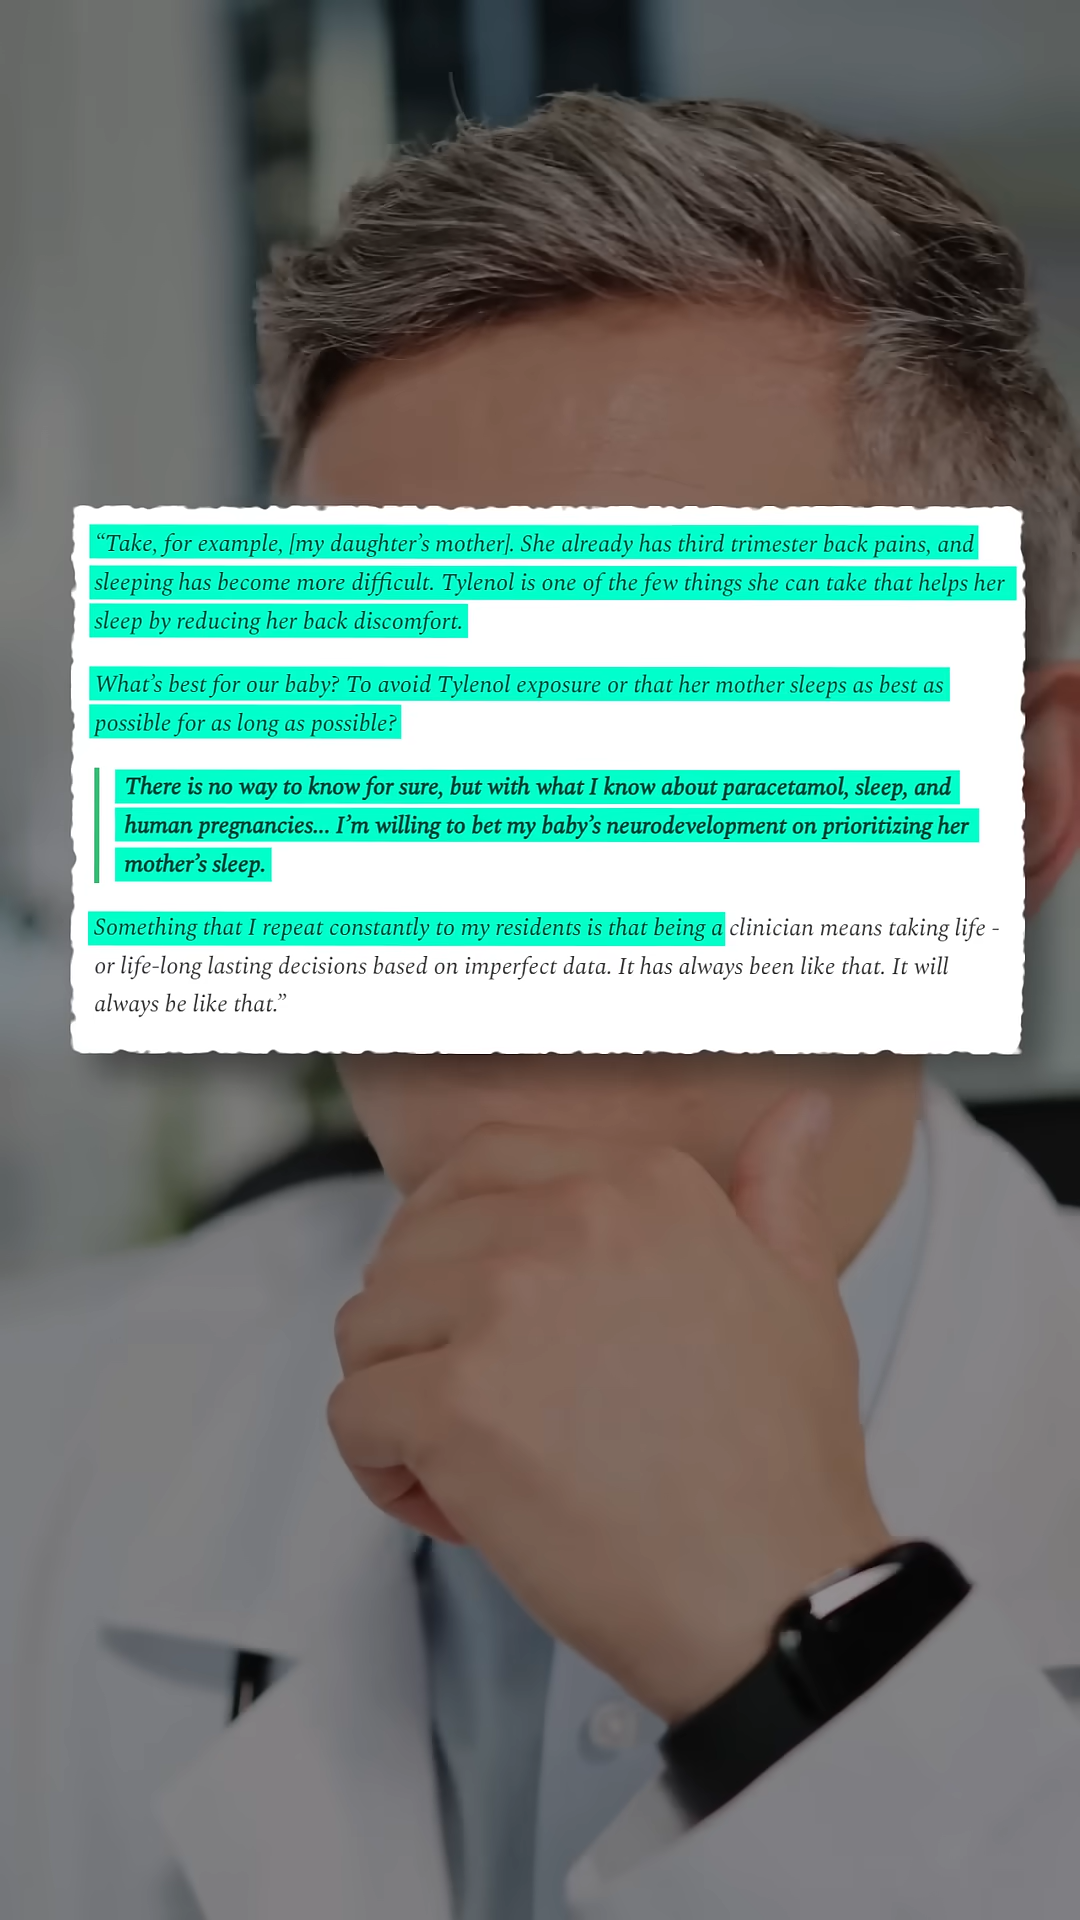 “Take, for example, [my daughter’s mother]. She already has third trimester back pains, and
sleeping has become more difficult. Tylenol is one of the few things she can take that helps her
sleep by reducing her back discomfort.
What’s best for our baby? To avoid Tylenol exposure or that her mother sleeps as best as
possible for as long as possible?
There is no way to know for sure, but with what I know about paracetamol, sleep, and
human pregnancies... I’m willing to bet my baby’s neurodevelopment on prioritizing her
mother’s sleep.
Something that I repeat constantly to my residents is that being a clinician means taking life -
or life-long lasting decisions based on imperfect data. It has always been like that. It will
always be like that.”